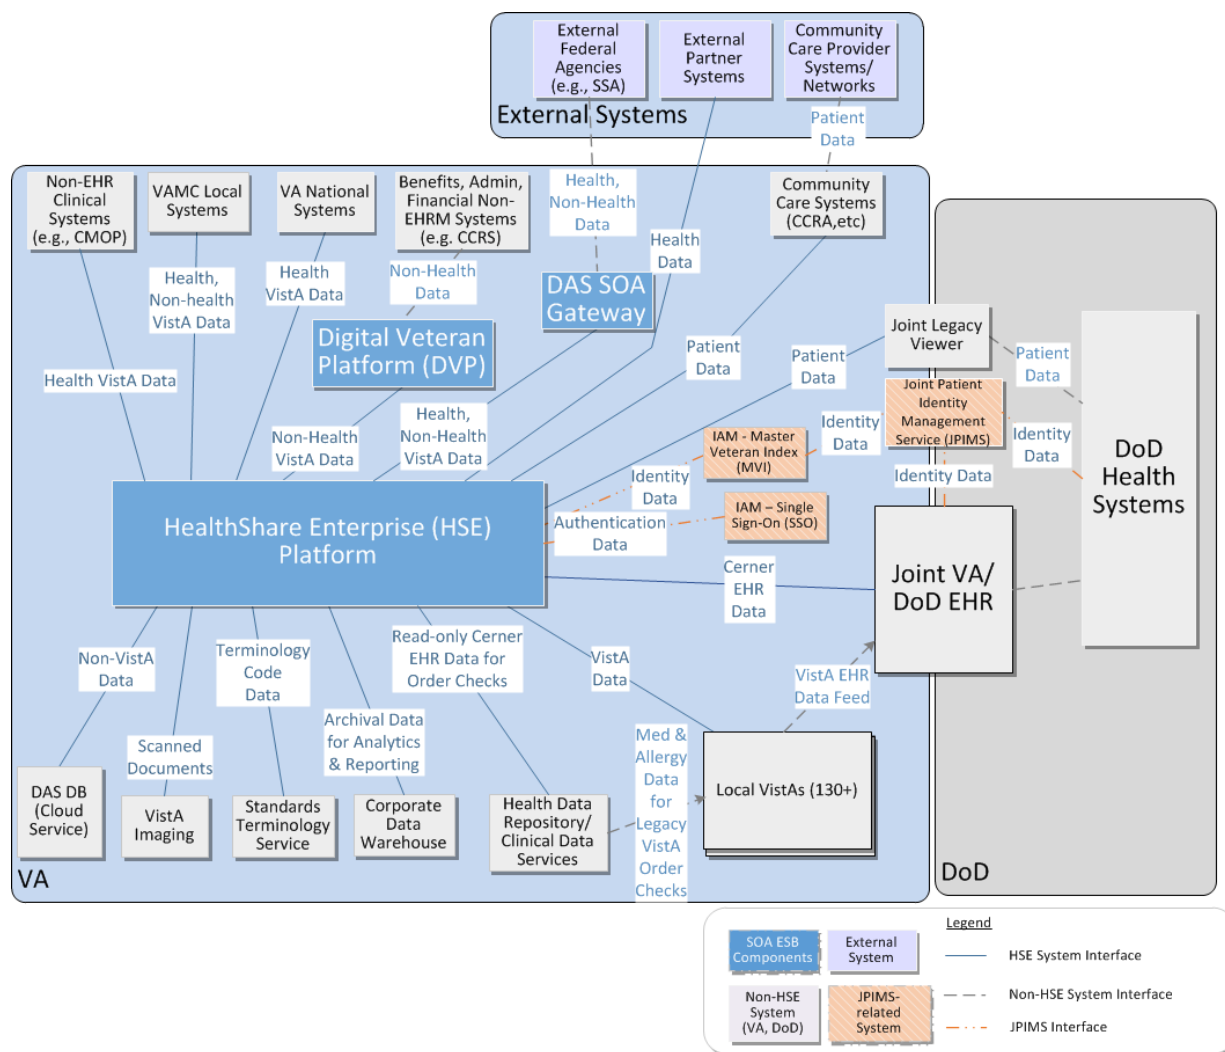 External
Federal
Agencies
(e.g., SSA)
External
Partner
Systems
Community
Care Provider
Systems/
Networks
External Systems
Patient
Data
Non-EHR
Clinical
Systems
(e.g., CMOP)
VAMC Local
Systems
VA National
Systems
Benefits, Admin,
Financial Non-
EHRM Systems
(e.g. CCRS)
Health,
Non-Health
Data
Community
Care Systems
(CCRA,etc)
Health
Data
Health,
Non-health
VistA Data
Health
VistA Data
Non-Health
Data
DAS SOA
Gateway
Digital Veteran
Platform (DVP)
Health VistA Data
Patient
Data
Patient
Data
Joint Legacy
Viewer
Patient
Data
Joint Patient
Identity
Management
Service (JPIMS)
Non-Health
VistA Data
Health,
Non-Health
VistA Data
IAM - Master
Veteran Index
(MVI)
Identity
Data
Identity
Data
DoD
Health
Systems
Identity
Data
Identity Data
HealthShare Enterprise (HSE)
Platform
Authentication
Data
IAM – Single
Sign-On (SSO)
Cerner
EHR
Data
Joint VA/
DoD EHR
Non-VistA
Data
Terminology
Code
Data
Read-only Cerner
EHR Data for
Order Checks
VistA
Data
VistA EHR
Data Feed
Scanned
Documents
Archival Data
for Analytics
& Reporting
Med &
Allergy
Data
for
Legacy
VistA
Order
Checks
Local VistAs (130+)
DAS DB
(Cloud
Service)
VistA
Imaging
Standards
Terminology
Service
Corporate
Data
Warehouse
Health Data
Repository/
Clinical Data
Services
VA
DoD
Legend
SOA ESB
Components
External
System
HSE System Interface
Non-HSE
System
(VA, DoD)
JPIMS-
related
System
Non-HSE System Interface
JPIMS Interface